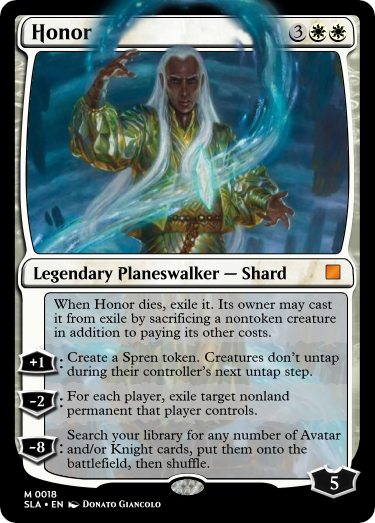 Honor 3
Legendary Planeswalker — Shard
When Honor dies, exile it. Its owner may cast
it from exile by sacrificing a nontoken creature
in addition to paying its other costs.
+1: Create a Spren token. Creatures don't untap
during their controller's next untap step.
-2: For each player, exile target nonland
permanent that player controls.
-8: Search your library for any number of Avatar
and/or Knight cards, put them onto the
battlefield, then shuffle.
5
M 0018
SLA • EN Donato Giancolo